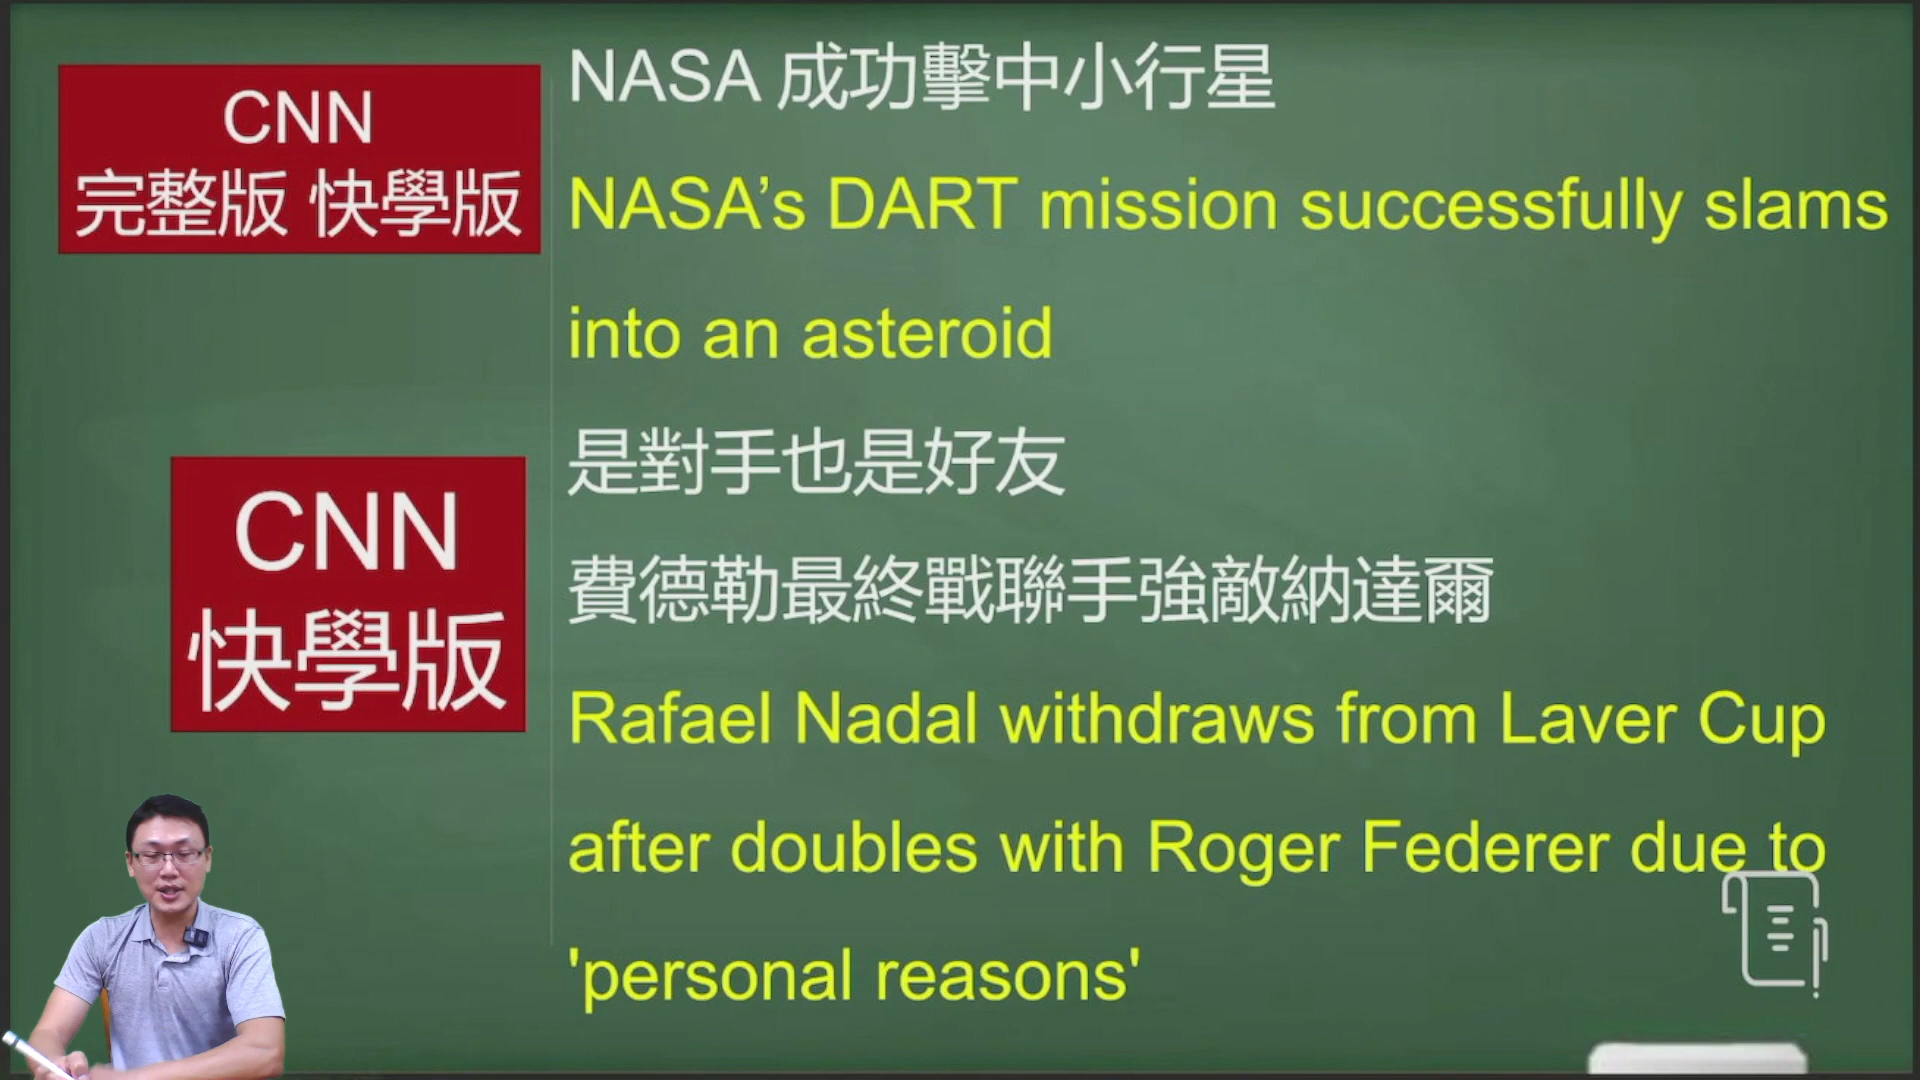 CNN
完整版 快學版
NASA 成功擊中小行星
NASA’s DART mission successfully slams
into an asteroid
CNN
快學版
是對手也是好友
費德勒最終戰聯手強敵納達爾
Rafael Nadal withdraws from Laver Cup
after doubles with Roger Federer due to
'personal reasons'